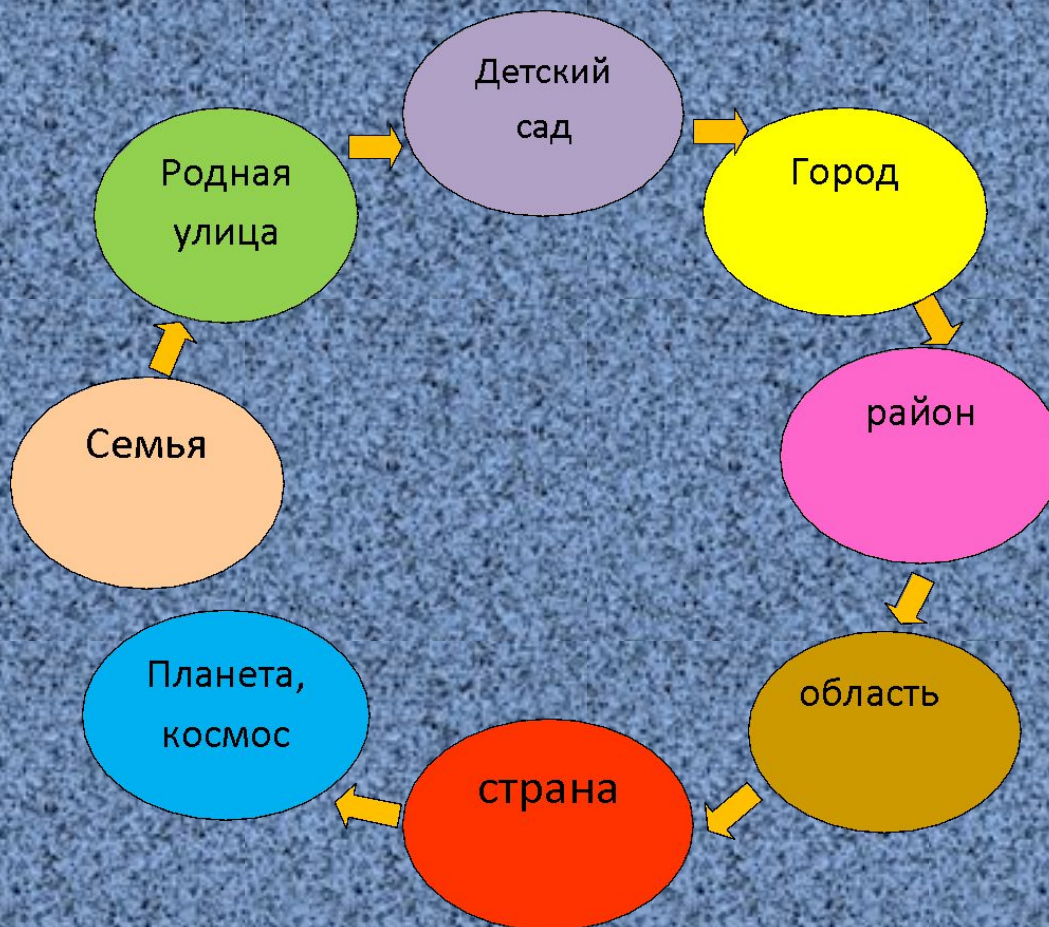 Семья
Родная
улица
Детский
сад
Город
район
область
страна
Планета,
космос